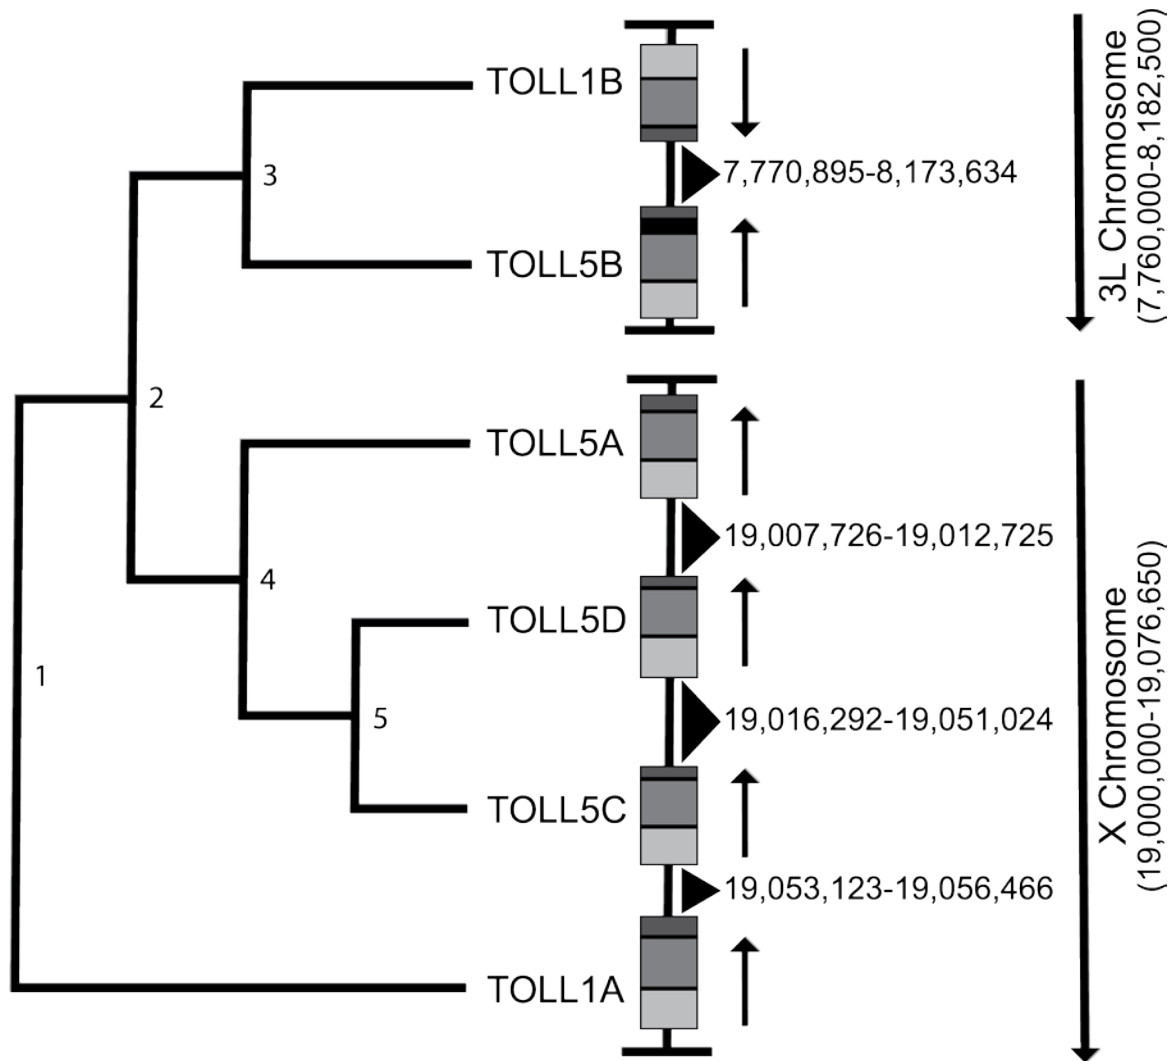 TOLL1B
3
7,770,895-8,173,634
TOLL5B
3L Chromosome
(7,760,000-8,182,500)
2
TOLL5A
19,007,726-19,012,725
4
TOLL5D
1
5
19,016,292-19,051,024
TOLL5C
19,053,123-19,056,466
TOLL1A
X Chromosome
(19,000,000-19,076,650)